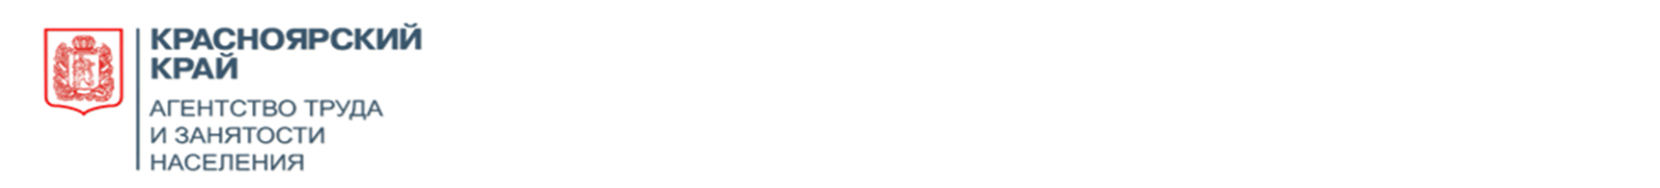 КРАСНОЯРСКИЙ
КРАЙ
АГЕНТСТВО ТРУДА
И ЗАНЯТОСТИ
НАСЕЛЕНИЯ